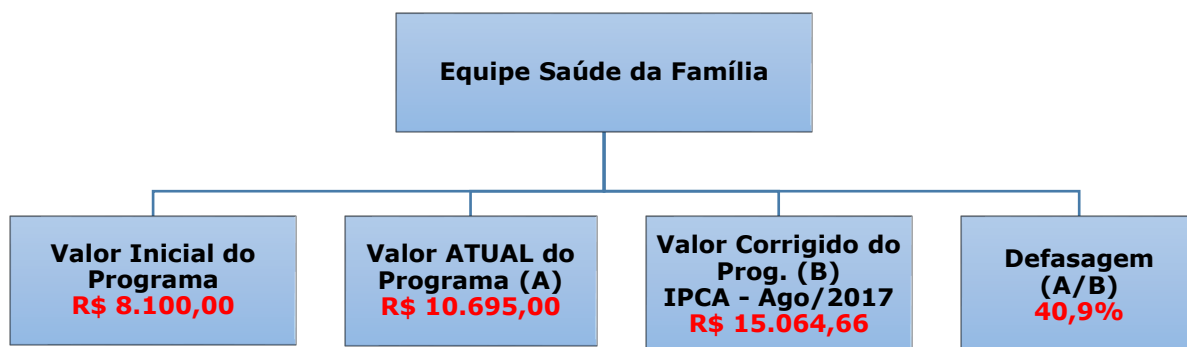 Equipe Saúde da Família
Valor Inicial do
Programa
R$ 8.100,00
Valor ATUAL do
Programa (A)
R$ 10.695,00
Valor Corrigido do
Prog. (B)
IPCA - Ago/2017
R$ 15.064,66
Defasagem
(A/B)
40,9%